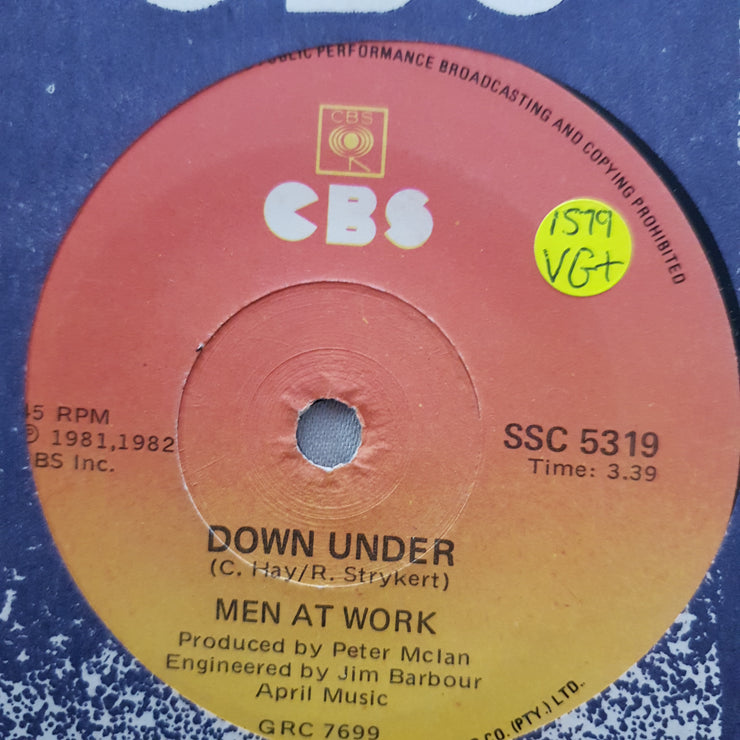 CBS
PUBLIC PERFORMANCE BROADCASTING AND COPYING PROHIBITED
CBS
CBS
1579
VG+
45 RPM
℗ 1981,1982
BS Inc.
SSC 5319
Time: 3.39
DOWN UNDER
(C. Hay/R. Strykert)
MEN AT WORK
Produced by Peter McIan
Engineered by Jim Barbour
April Music
GRC 7699
CO. (PTY.) LTD.